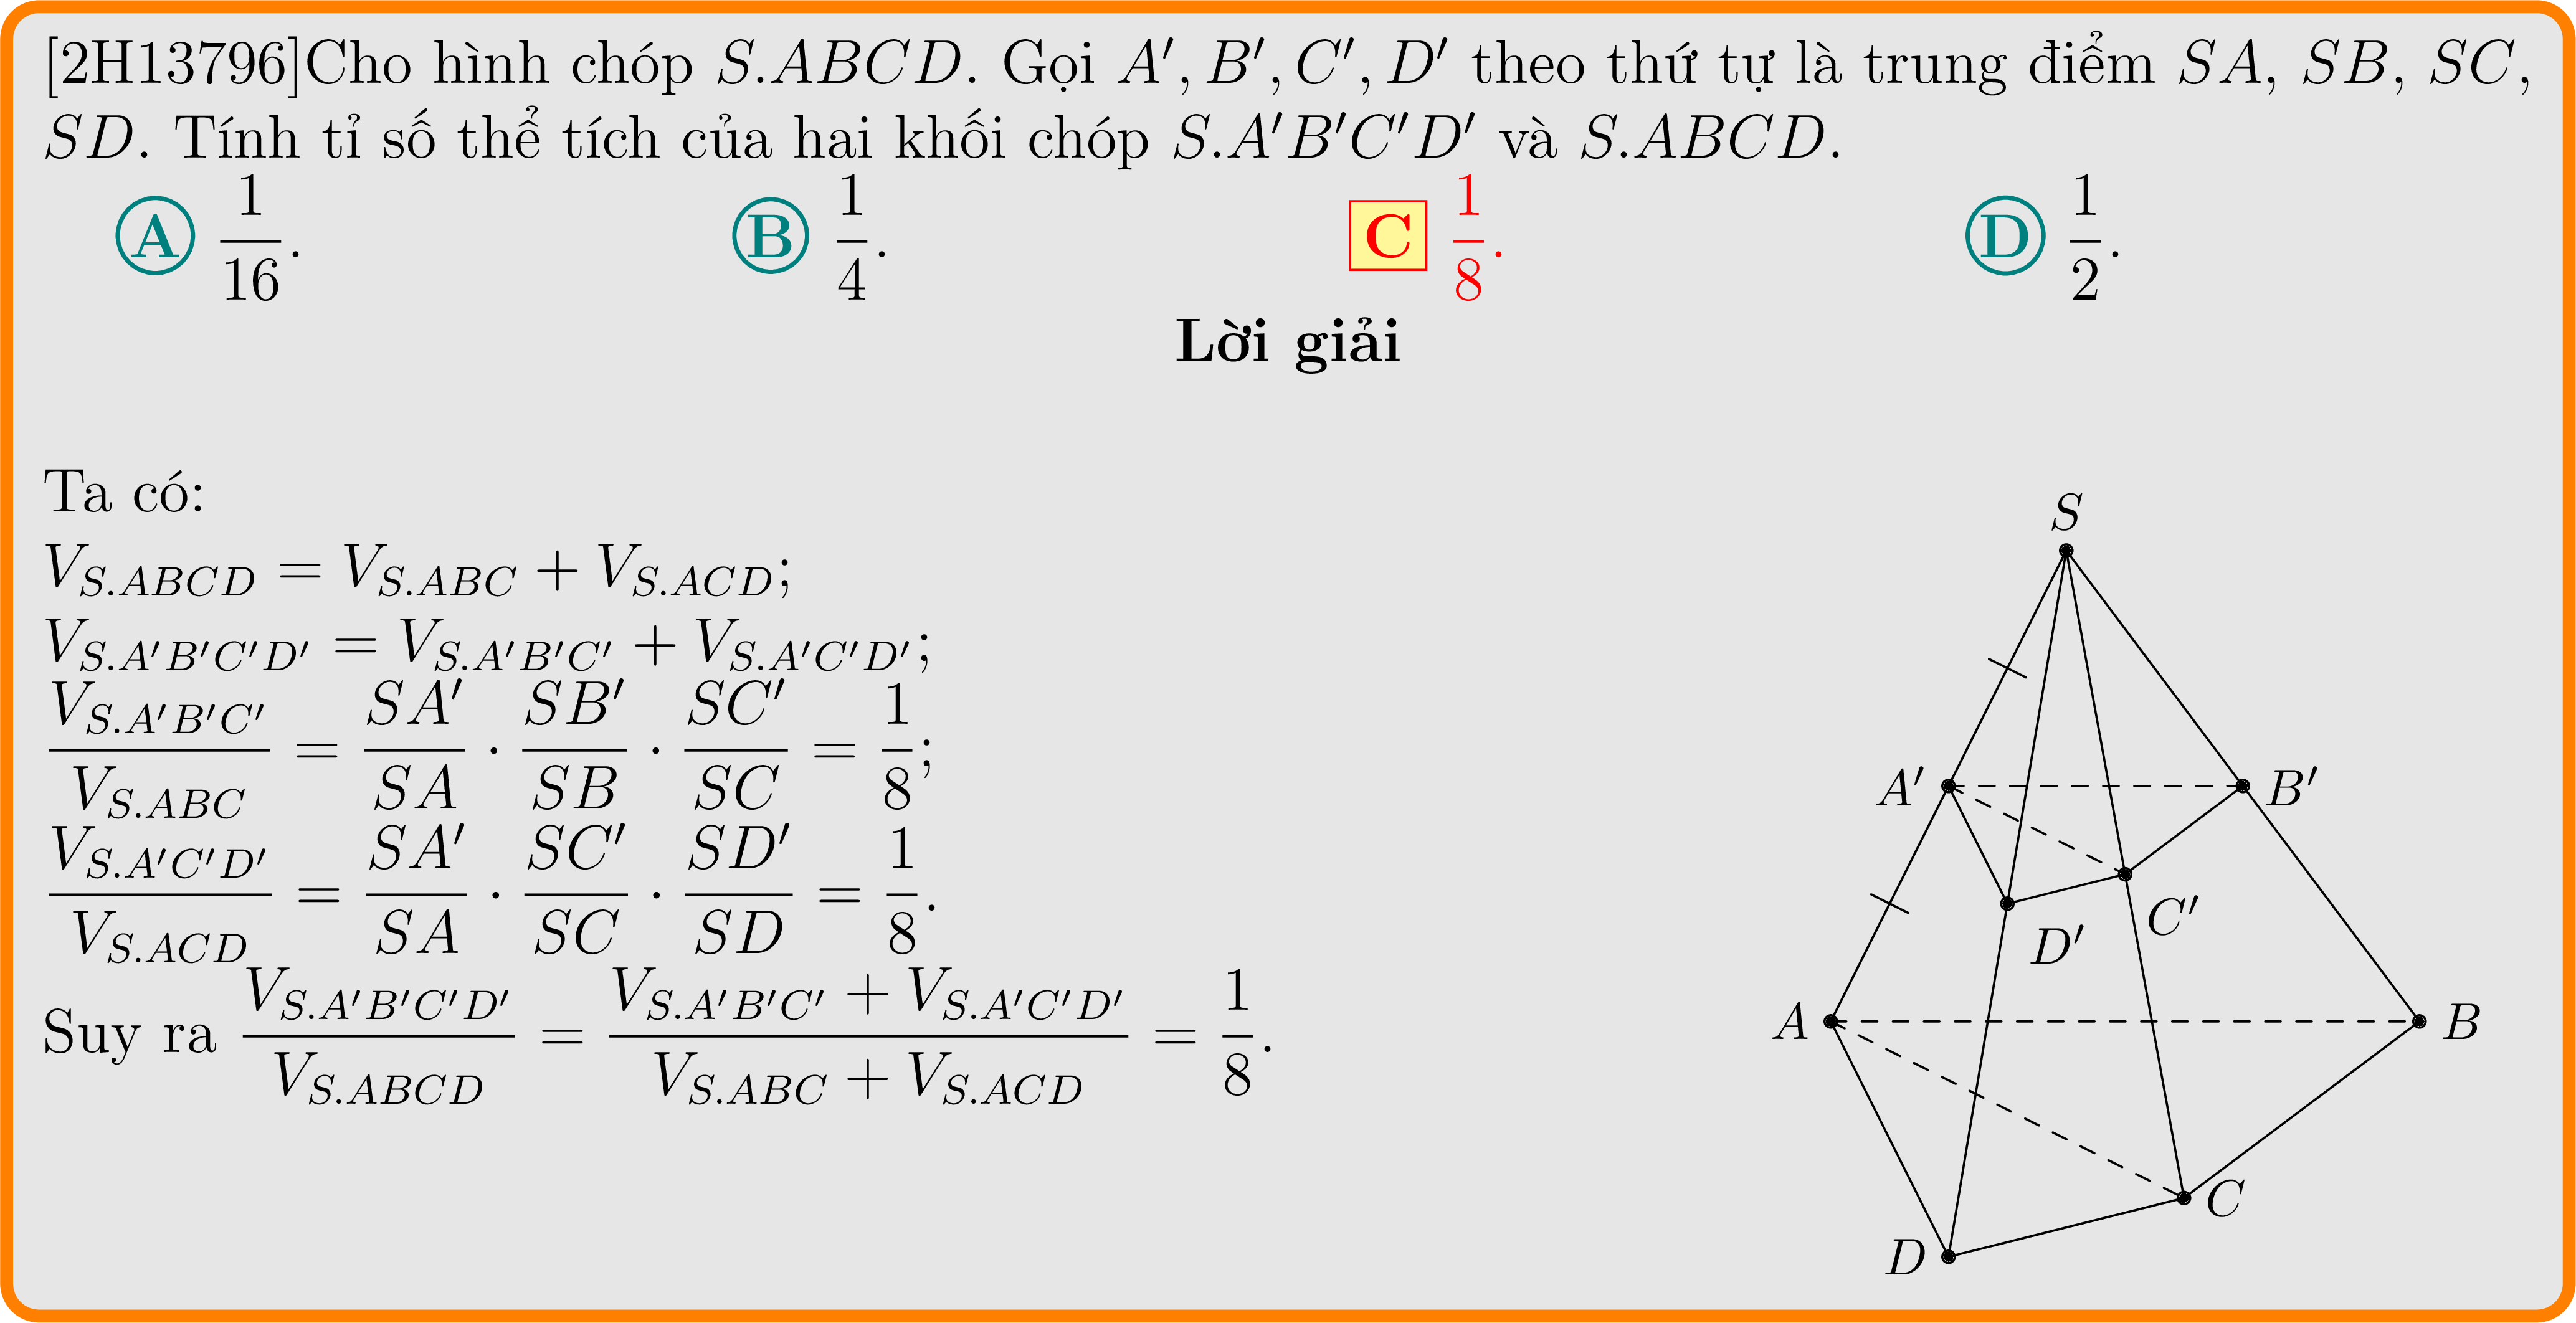 [2H13796]Cho hình chóp S.ABCD. Gọi A′, B′, C′, D′ theo thứ tự là trung điểm SA, SB, SC,
SD. Tính tỉ số thể tích của hai khối chóp S.A′B′C′D′ và S.ABCD.
A $\frac{1}{16}$. B $\frac{1}{4}$. C $\frac{1}{8}$. D $\frac{1}{2}$.
Lời giải
Ta có:
$V_{S.ABCD} = V_{S.ABC} + V_{S.ACD}$;
$V_{S.A'B'C'D'} = V_{S.A'B'C'} + V_{S.A'C'D'}$;
$\frac{V_{S.A'B'C'}}{V_{S.ABC}} = \frac{SA'}{SA} \cdot \frac{SB'}{SB} \cdot \frac{SC'}{SC} = \frac{1}{8}$;
$\frac{V_{S.A'C'D'}}{V_{S.ACD}} = \frac{SA'}{SA} \cdot \frac{SC'}{SC} \cdot \frac{SD'}{SD} = \frac{1}{8}$.
Suy ra $\frac{V_{S.A'B'C'D'}}{V_{S.ABCD}} = \frac{V_{S.A'B'C'} + V_{S.A'C'D'}}{V_{S.ABC} + V_{S.ACD}} = \frac{1}{8}$.
S
A′
B′
C′
D′
A
B
C
D